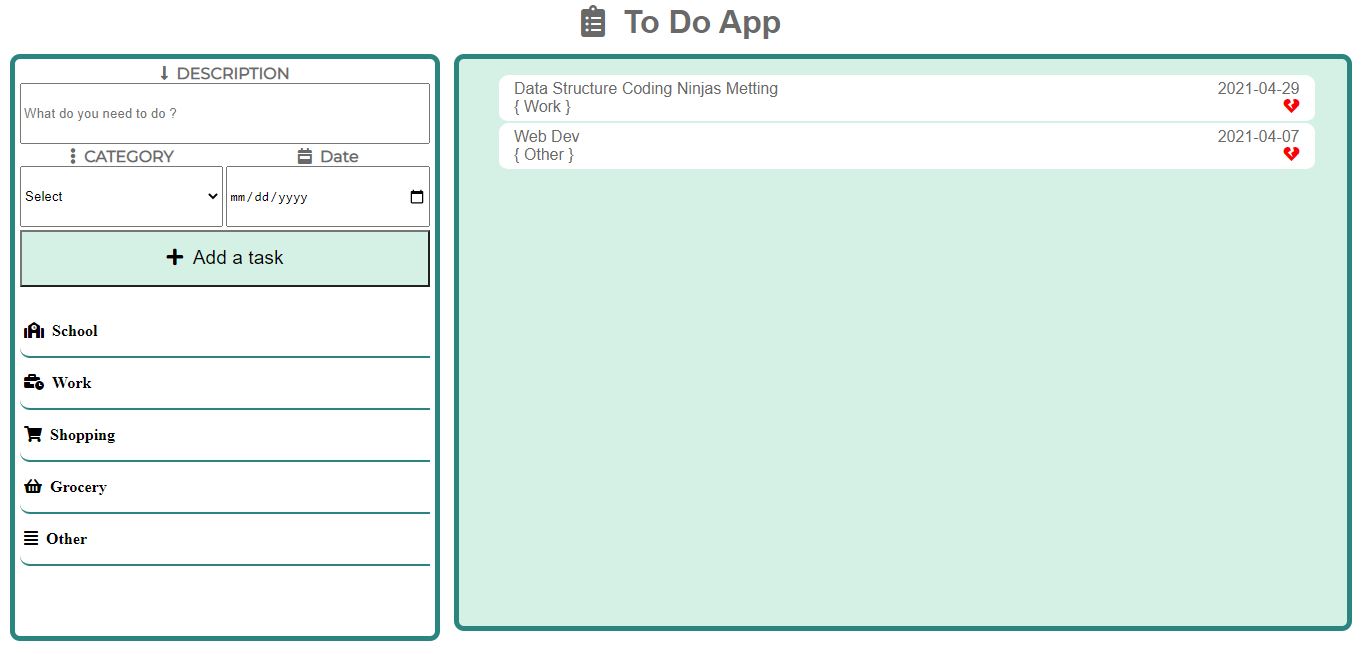 To Do App
DESCRIPTION
What do you need to do ?
CATEGORY
Date
Select
mm/dd/yyyy
Add a task
School
Work
Shopping
Grocery
Other
Data Structure Coding Ninjas Metting
2021-04-29
{ Work }
Web Dev
2021-04-07
{ Other }